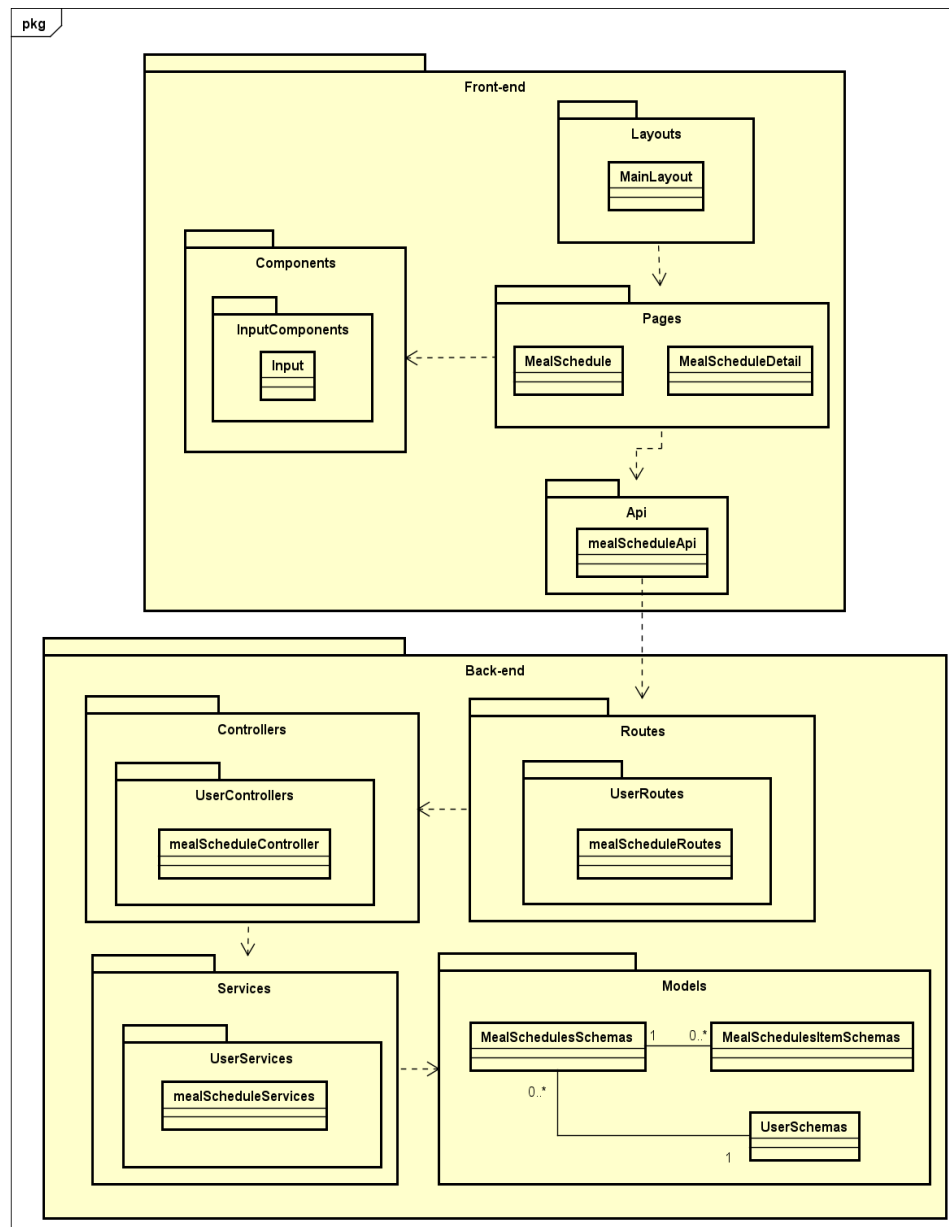 pkg
Front-end
Layouts
MainLayout
Components
InputComponents
Input
Pages
MealSchedule
MealScheduleDetail
Api
mealScheduleApi
Back-end
Controllers
UserControllers
mealScheduleController
Routes
UserRoutes
mealScheduleRoutes
Services
UserServices
mealScheduleServices
Models
MealSchedulesSchemas
1
0..*
MealSchedulesItemSchemas
0..*
UserSchemas
1